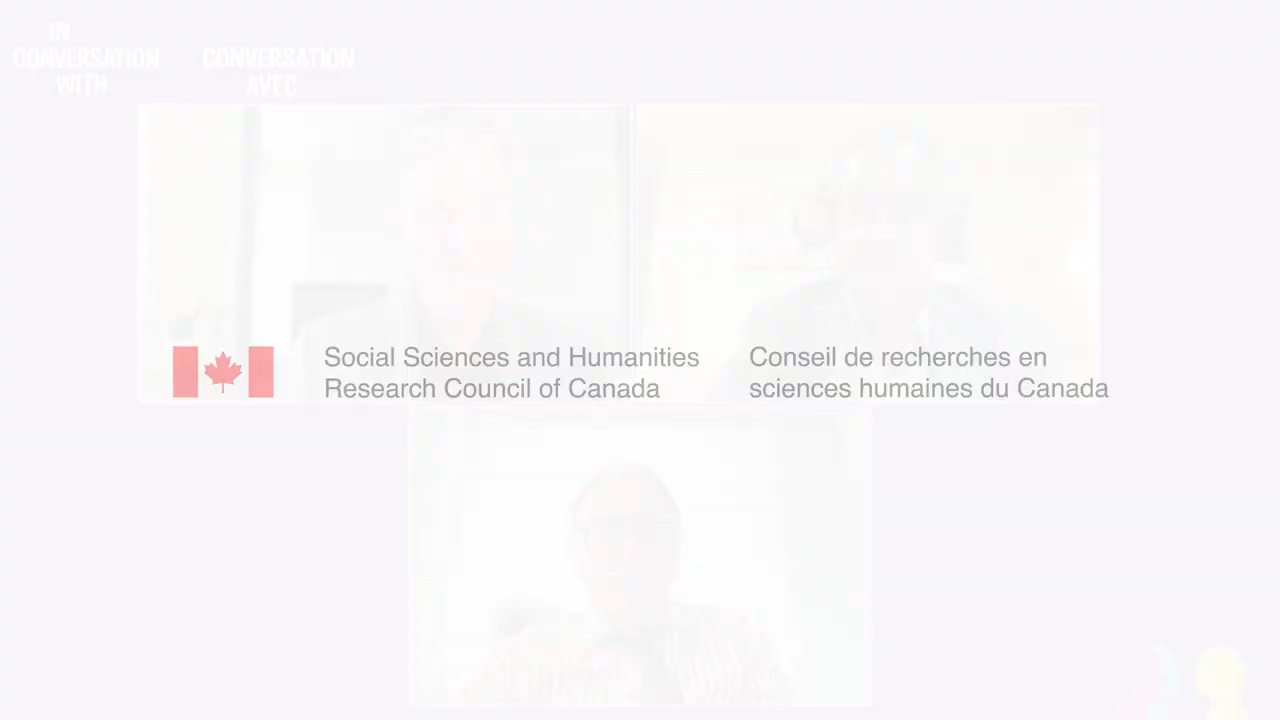 IN
CONVERSATION
WITH
CONVERSATION
AVEC
Social Sciences and Humanities
Research Council of Canada
Conseil de recherches en
sciences humaines du Canada